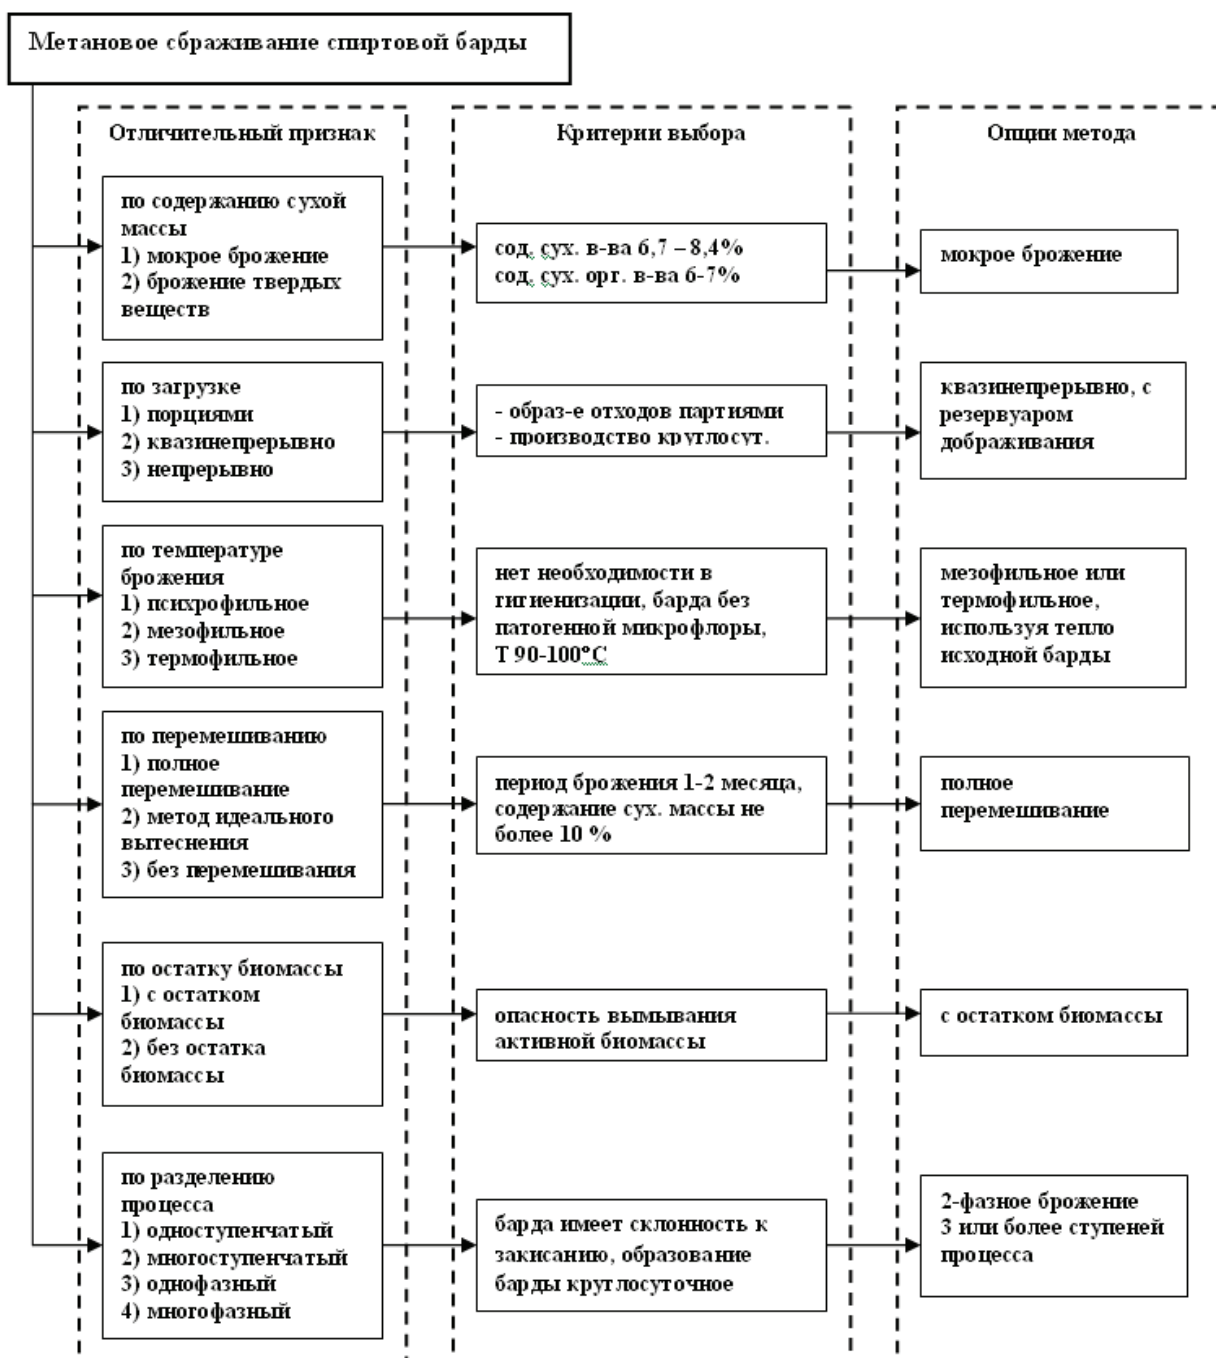 Метановое сбраживание спиртовой барды
Отличительный признак
Критерии выбора
Опции метода
по содержанию сухой
массы
1) мокрое брожение
2) брожение твердых
веществ
сод. сух. в-ва 6,7 – 8,4%
сод. сух. орг. в-ва 6-7%
мокрое брожение
по загрузке
1) порциями
2) квазинепрерывно
3) непрерывно
- образ-е отходов партиями
- производство круглосут.
квазинепрерывно, с
резервуаром
дображивания
по температуре
брожения
1) психрофильное
2) мезофильное
3) термофильное
нет необходимости в
гигиенизации, барда без
патогенной микрофлоры,
Т 90-100°С
мезофильное или
термофильное,
используя тепло
исходной барды
по перемешиванию
1) полное
перемешивание
2) метод идеального
вытеснения
3) без перемешивания
период брожения 1-2 месяца,
содержание сух. массы не
более 10 %
полное
перемешивание
по остатку биомассы
1) с остатком
биомассы
2) без остатка
биомассы
опасность вымывания
активной биомассы
с остатком биомассы
по разделению
процесса
1) одноступенчатый
2) многоступенчатый
3) однофазный
4) многофазный
барда имеет склонность к
закисанию, образование
барды круглосуточное
2-фазное брожение
3 или более ступеней
процесса